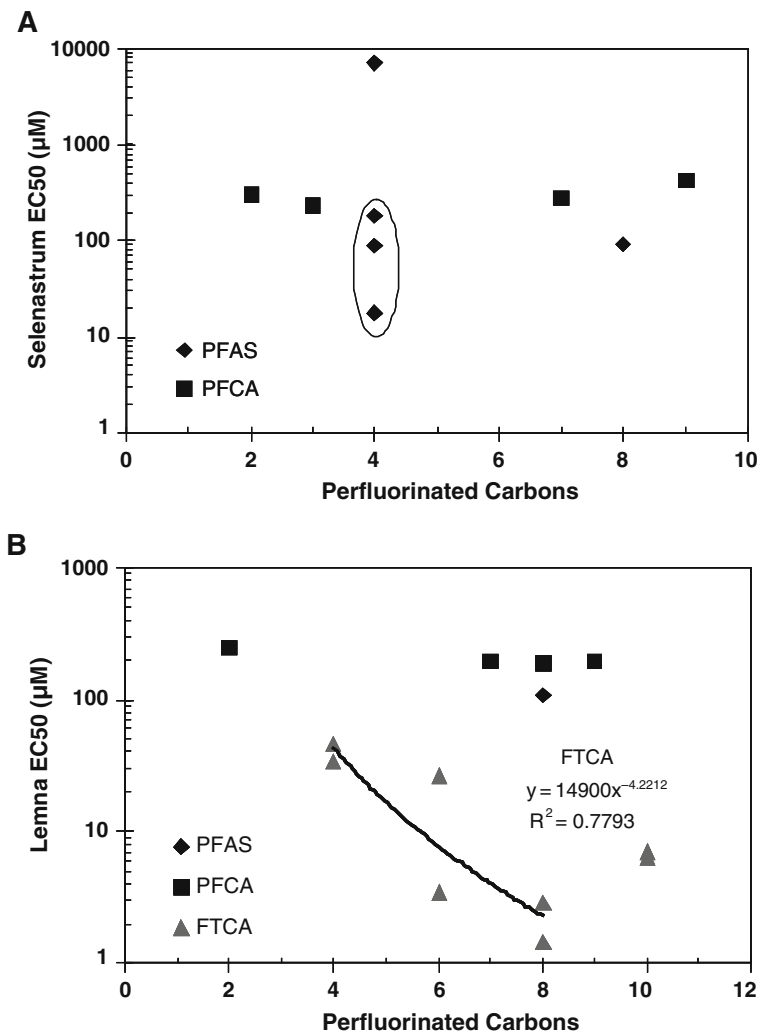 A
Selenastrum EC50 (µM)
10000
1000
100
10
1
PFAS
PFCA
0 2 4 6 8 10
Perfluorinated Carbons
B
Lemna EC50 (µM)
1000
100
10
1
FTCA
y = 14900x^−4.2212
R² = 0.7793
PFAS
PFCA
FTCA
0 2 4 6 8 10 12
Perfluorinated Carbons